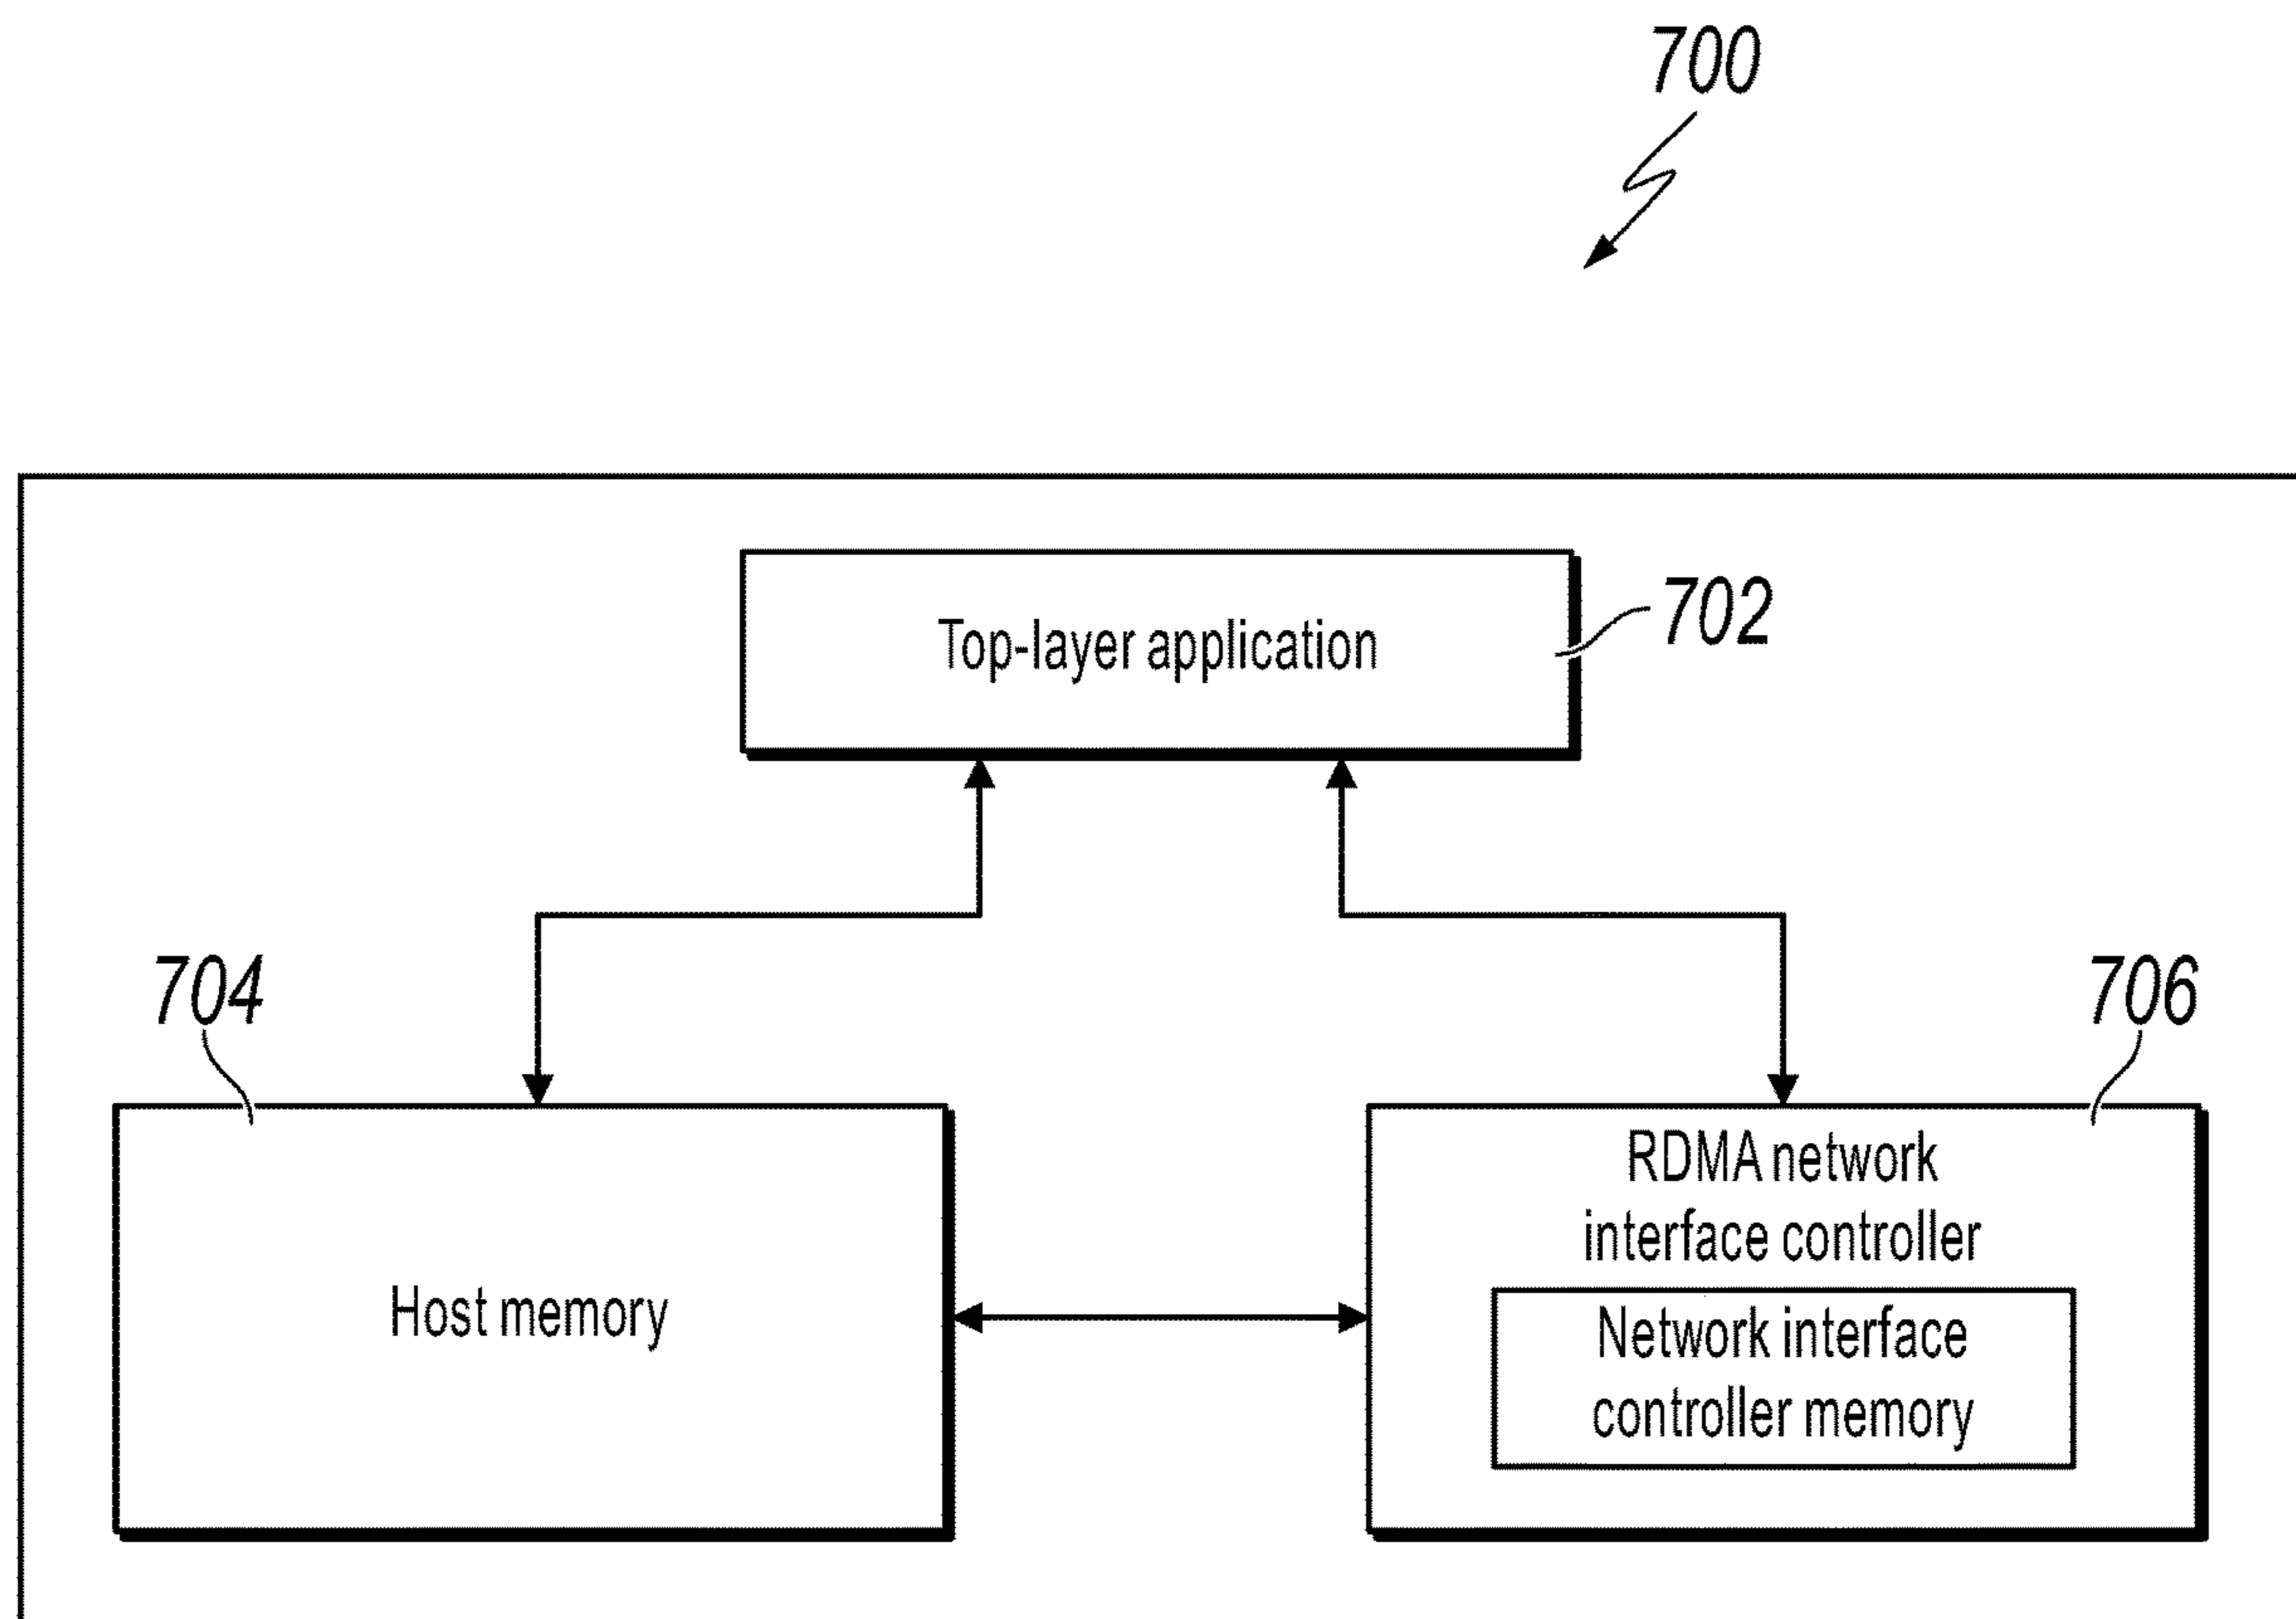 700
Top-layer application
702
704
706
Host memory
RDMA network
interface controller
Network interface
controller memory